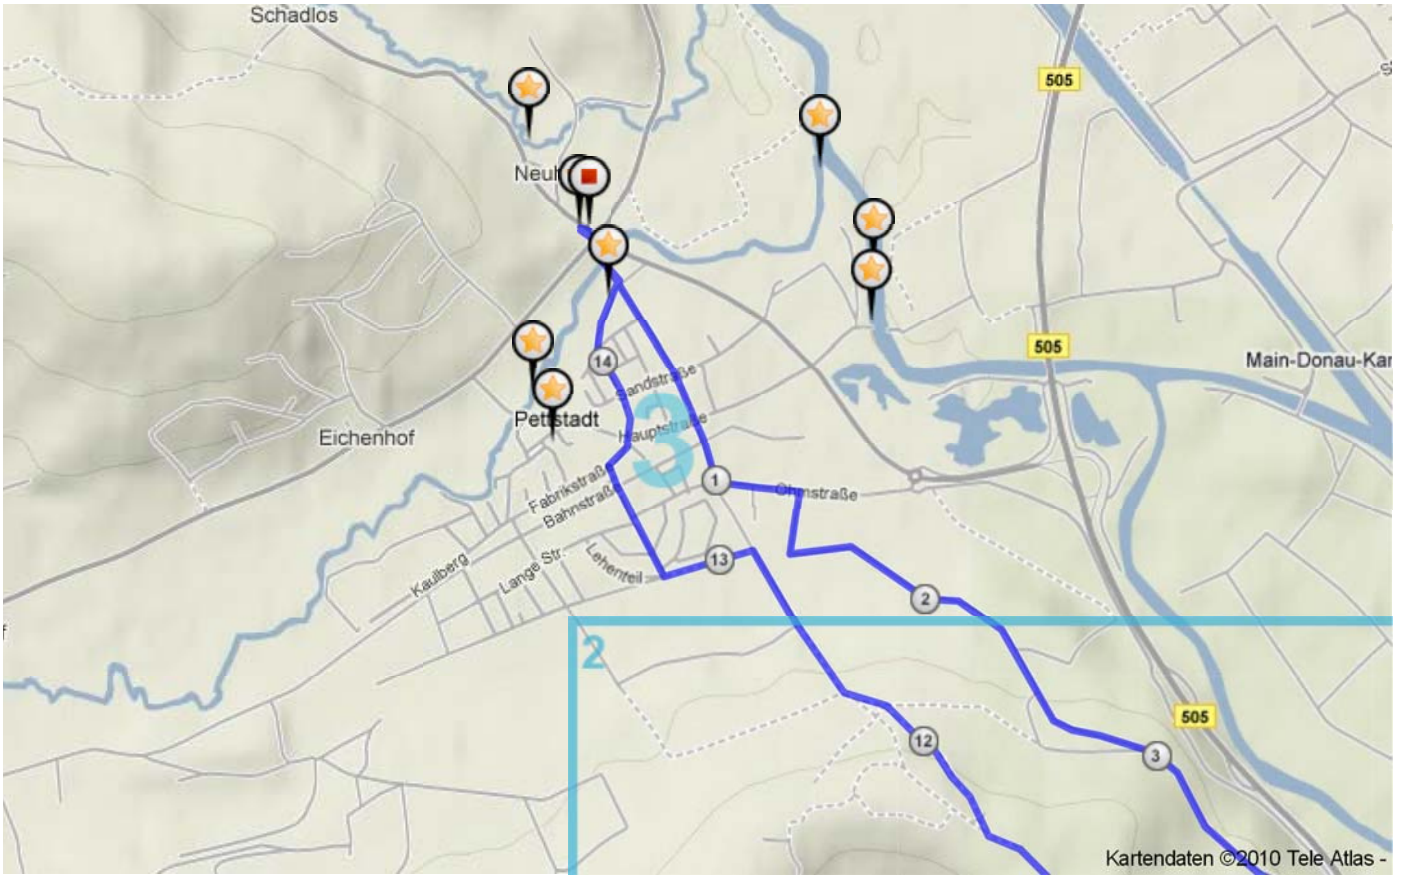 Schadlos
505
Neuh
505
Main-Donau-Kar
14
Sandstraße
Pettstadt
Hauptstraße
Eichenhof
3
Fabrikstraß
1
Ohmstraße
Bahnstraße
13
Lehenteil
Lange Str.
Kaulberg
2
f
2
505
12
3
Kartendaten ©2010 Tele Atlas -